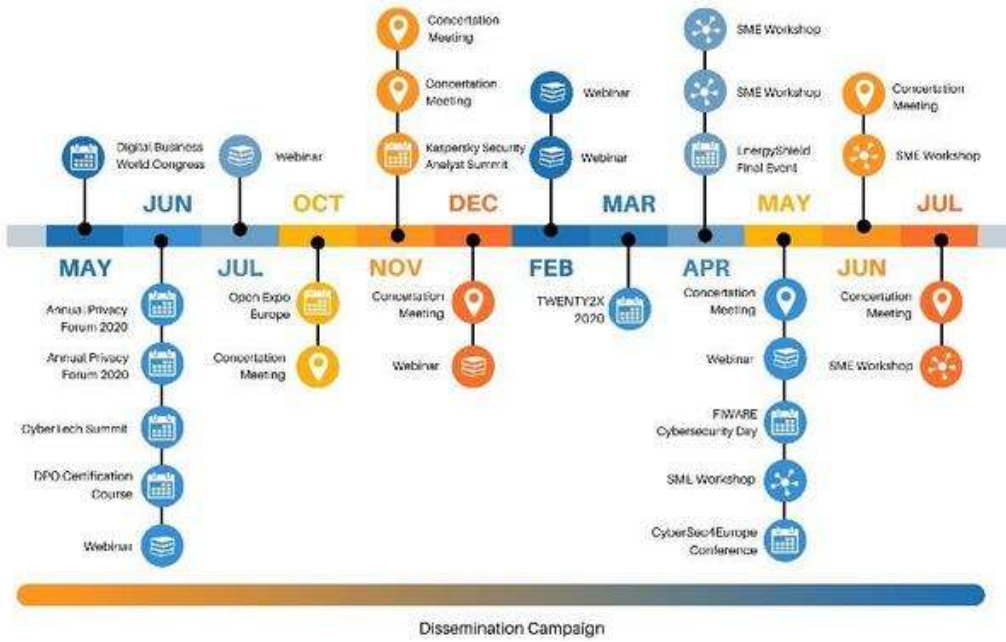 Concertation
Meeting
SME Workshop
Concertation
Meeting
Webinar
SME Workshop
Concertation
Meeting
Digital Business
World Congress
Webinar
Kaspersky Security
Analyst Summit
Webinar
EnergyShield
Final Event
SME Workshop
JUN
OCT
DEC
MAR
MAY
JUL
MAY
JUL
NOV
FEB
APR
JUN
Annual Privacy
Forum 2020
Open Expo
Europe
Concertation
Meeting
TWENTY2X
2020
Concertation
Meeting
Concertation
Meeting
Annual Privacy
Forum 2020
Concertation
Meeting
Webinar
Webinar
SME Workshop
CyberTech Summit
FIWARE
Cybersecurity Day
DPO Certification
Course
SME Workshop
Webinar
CyberSec4Europe
Conference
Dissemination Campaign